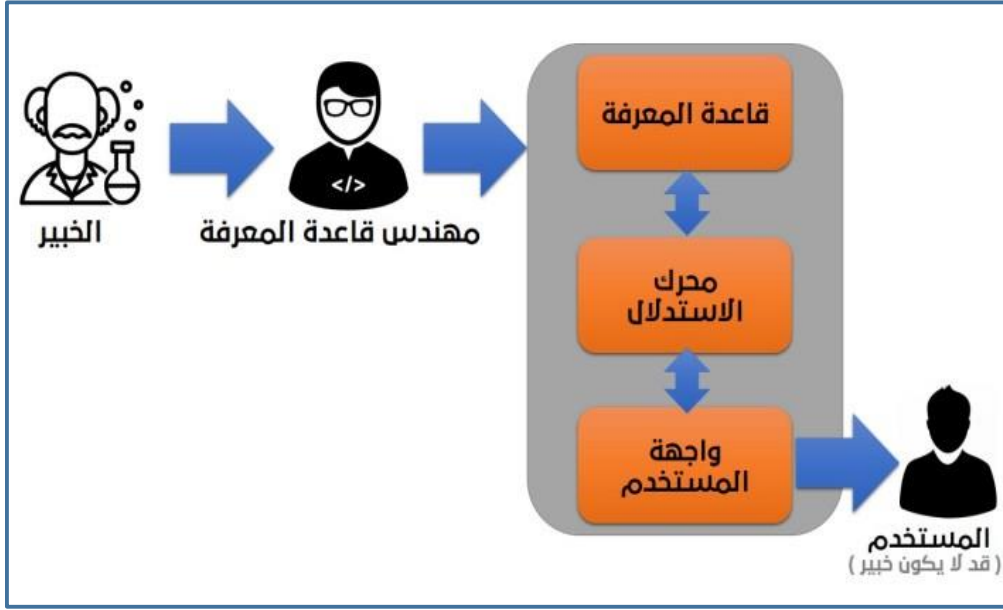 الخبير
مهندس قاعدة المعرفة
</>
قاعدة المعرفة
محرك
الاستدلال
واجهة
المستخدم
المستخدم
( قد لا يكون خبير )